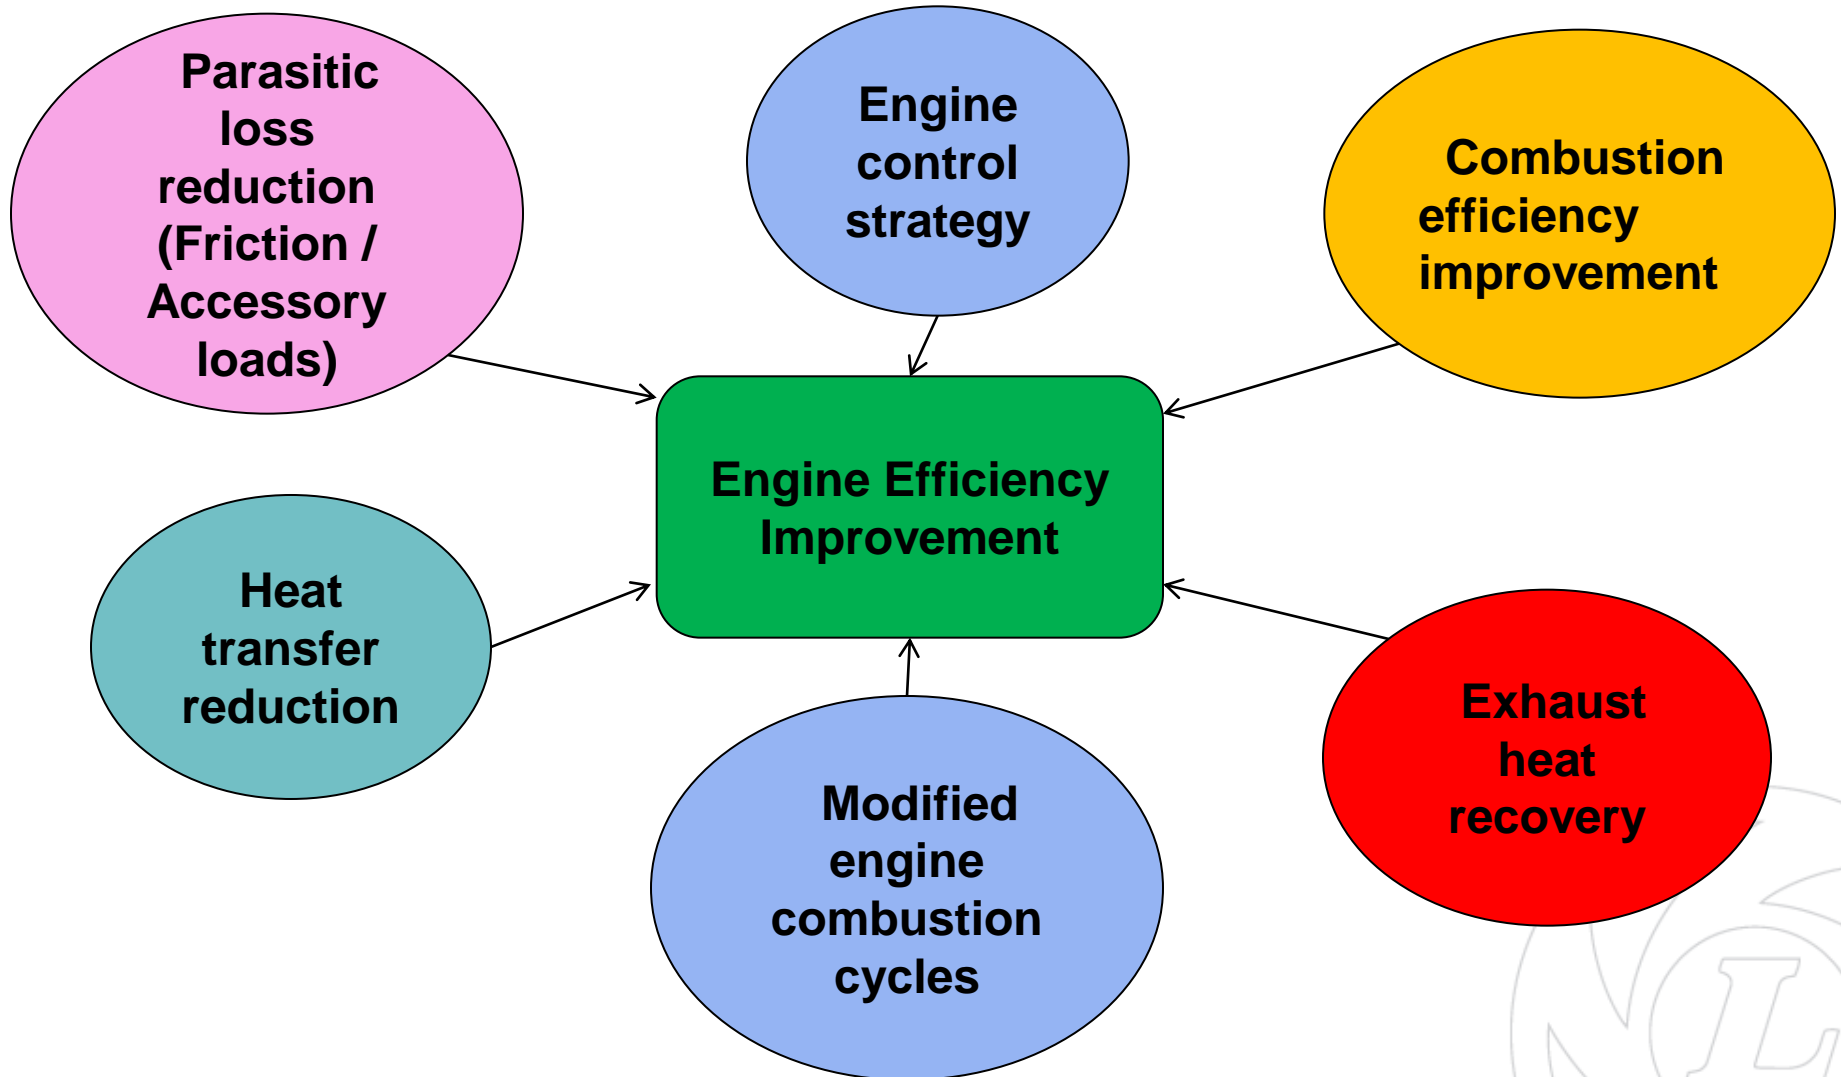 Parasitic
loss
reduction
(Friction /
Accessory
loads)
Engine
control
strategy
Combustion
efficiency
improvement
Engine Efficiency
Improvement
Heat
transfer
reduction
Modified
engine
combustion
cycles
Exhaust
heat
recovery
L